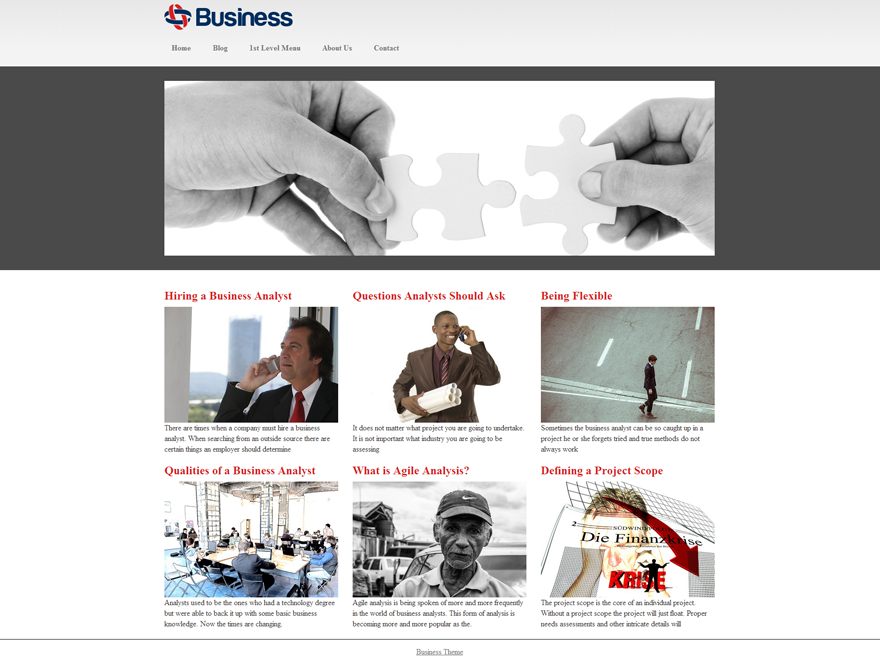 Business
Home Blog 1st Level Menu About Us Contact
Hiring a Business Analyst
There are times when a company must hire a business
analyst. When searching from an outside source there are
certain things an employer should determine
Questions Analysts Should Ask
It does not matter what project you are going to undertake.
It is not important what industry you are going to be
assessing
Being Flexible
Sometimes the business analyst can be so caught up in a
project he or she forgets tried and true methods do not
always work
Qualities of a Business Analyst
Analysts used to be the ones who had a technology degree
but were able to back it up with some basic business
knowledge. Now the times are changing.
What is Agile Analysis?
Agile analysis is being spoken of more and more frequently
in the world of business analysts. This form of analysis is
becoming more and more popular as the.
Defining a Project Scope
2
Die Finanzkrise
KRISE
The project scope is the core of an individual project.
Without a project scope the project will just float. Proper
needs assessments and other intricate details will
Business Theme